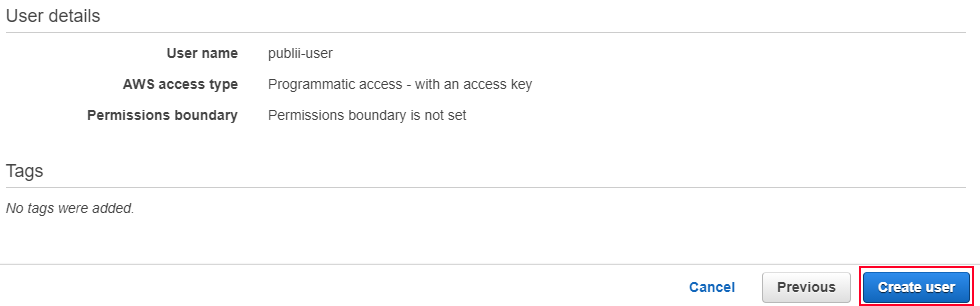 User details
User name publii-user
AWS access type Programmatic access - with an access key
Permissions boundary Permissions boundary is not set
Tags
No tags were added.
Cancel Previous Create user